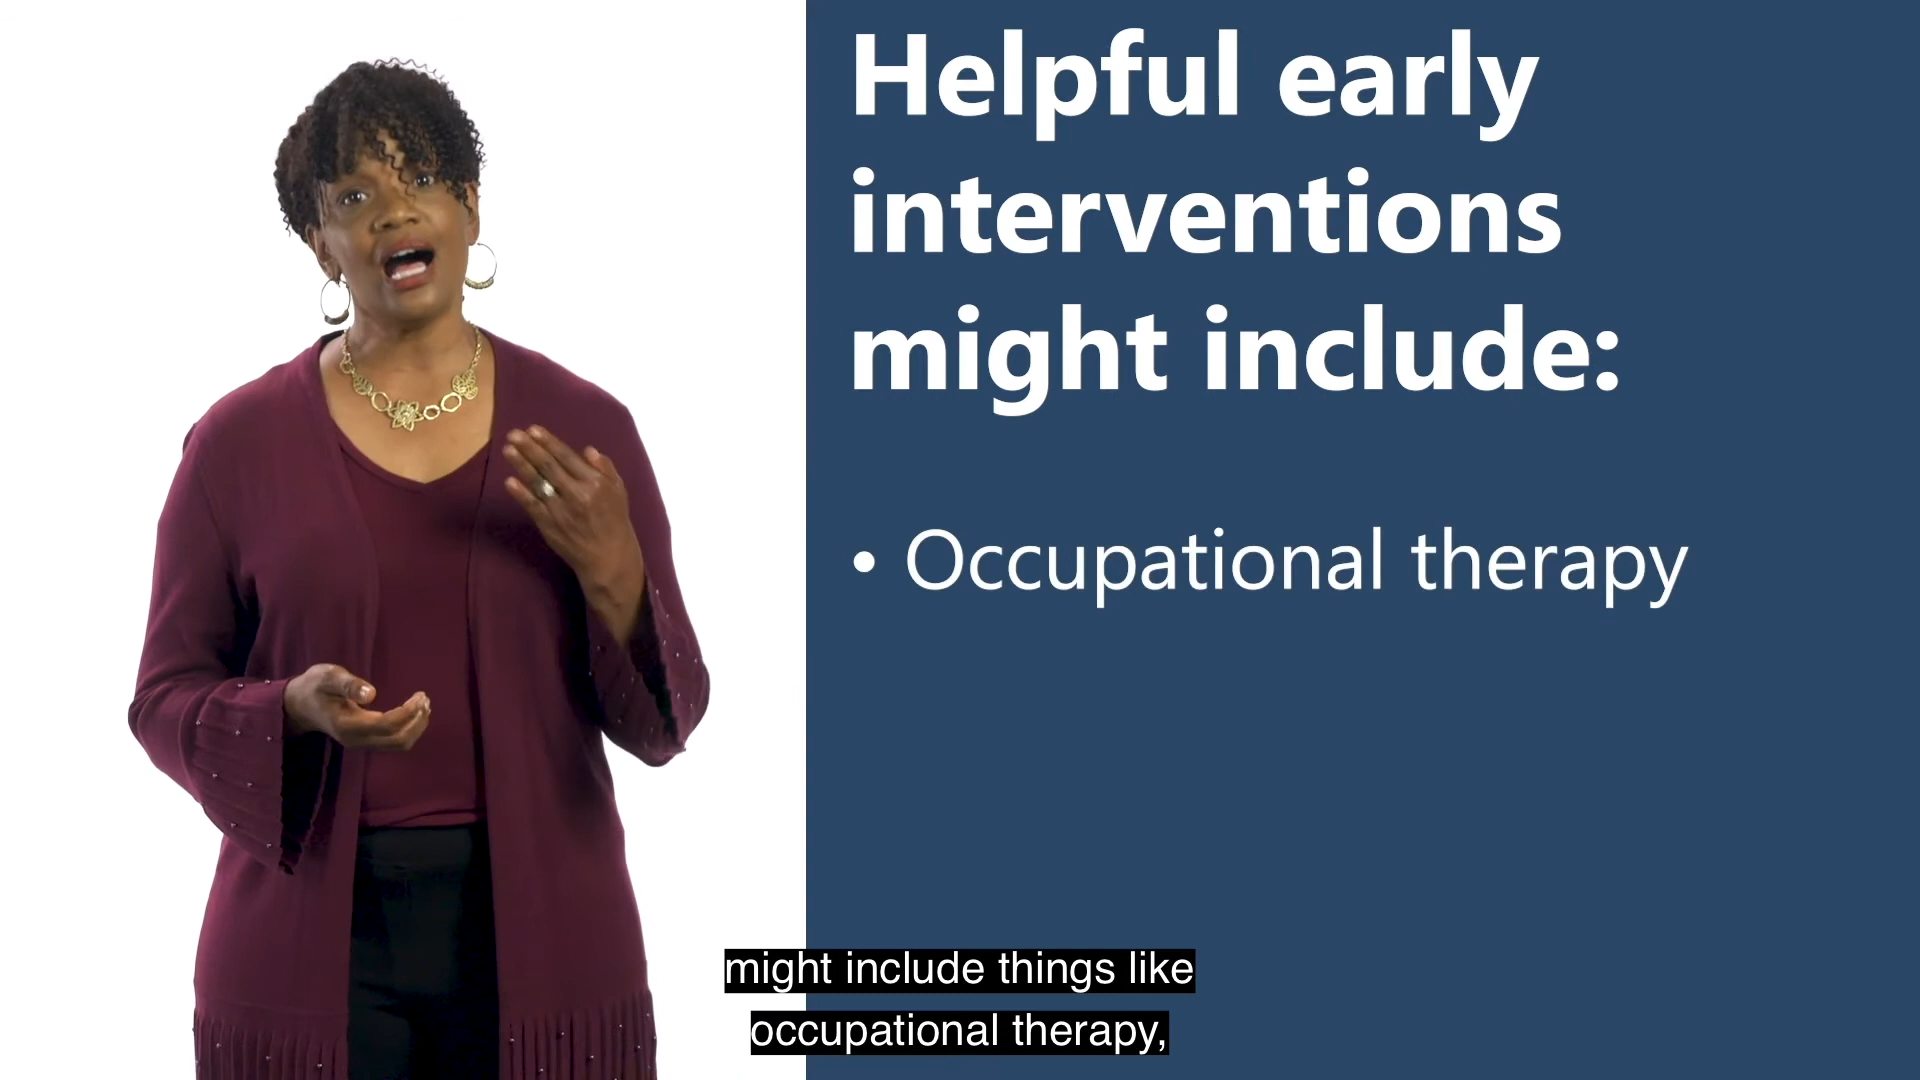 Helpful early
interventions
might include:
• Occupational therapy
might include things like
occupational therapy,